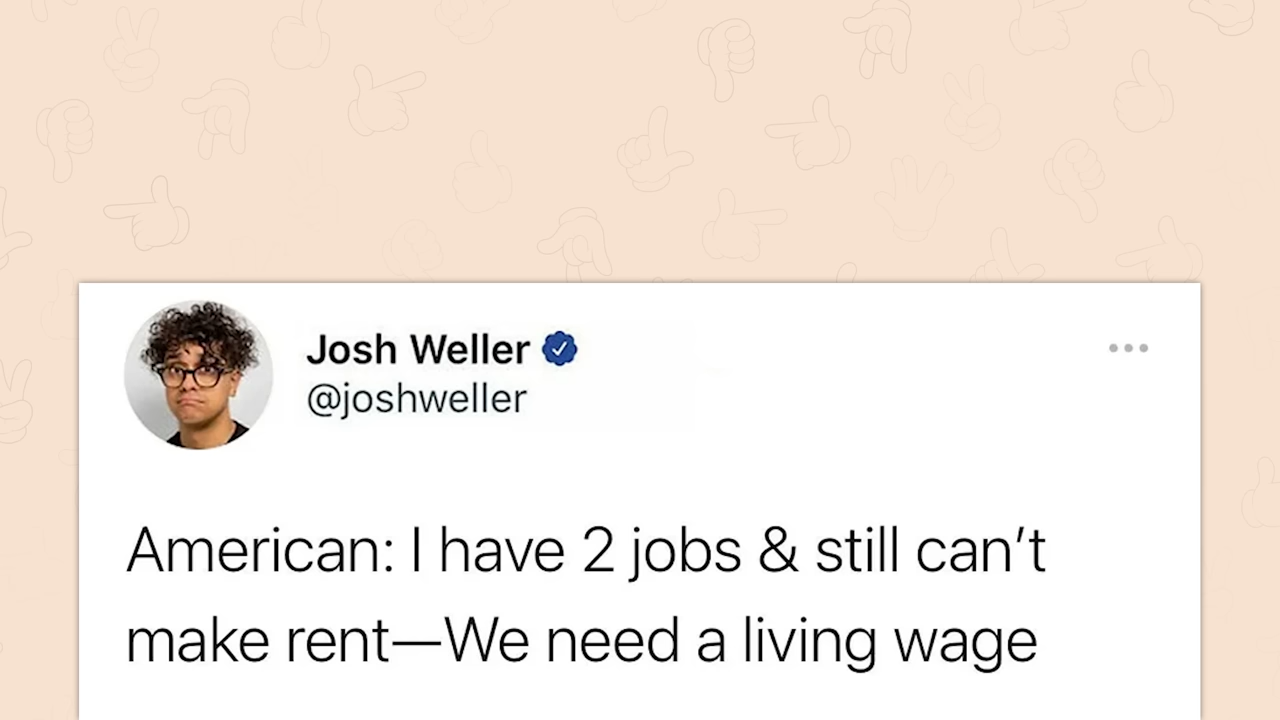 Josh Weller
@joshweller
American: I have 2 jobs & still can’t
make rent—We need a living wage